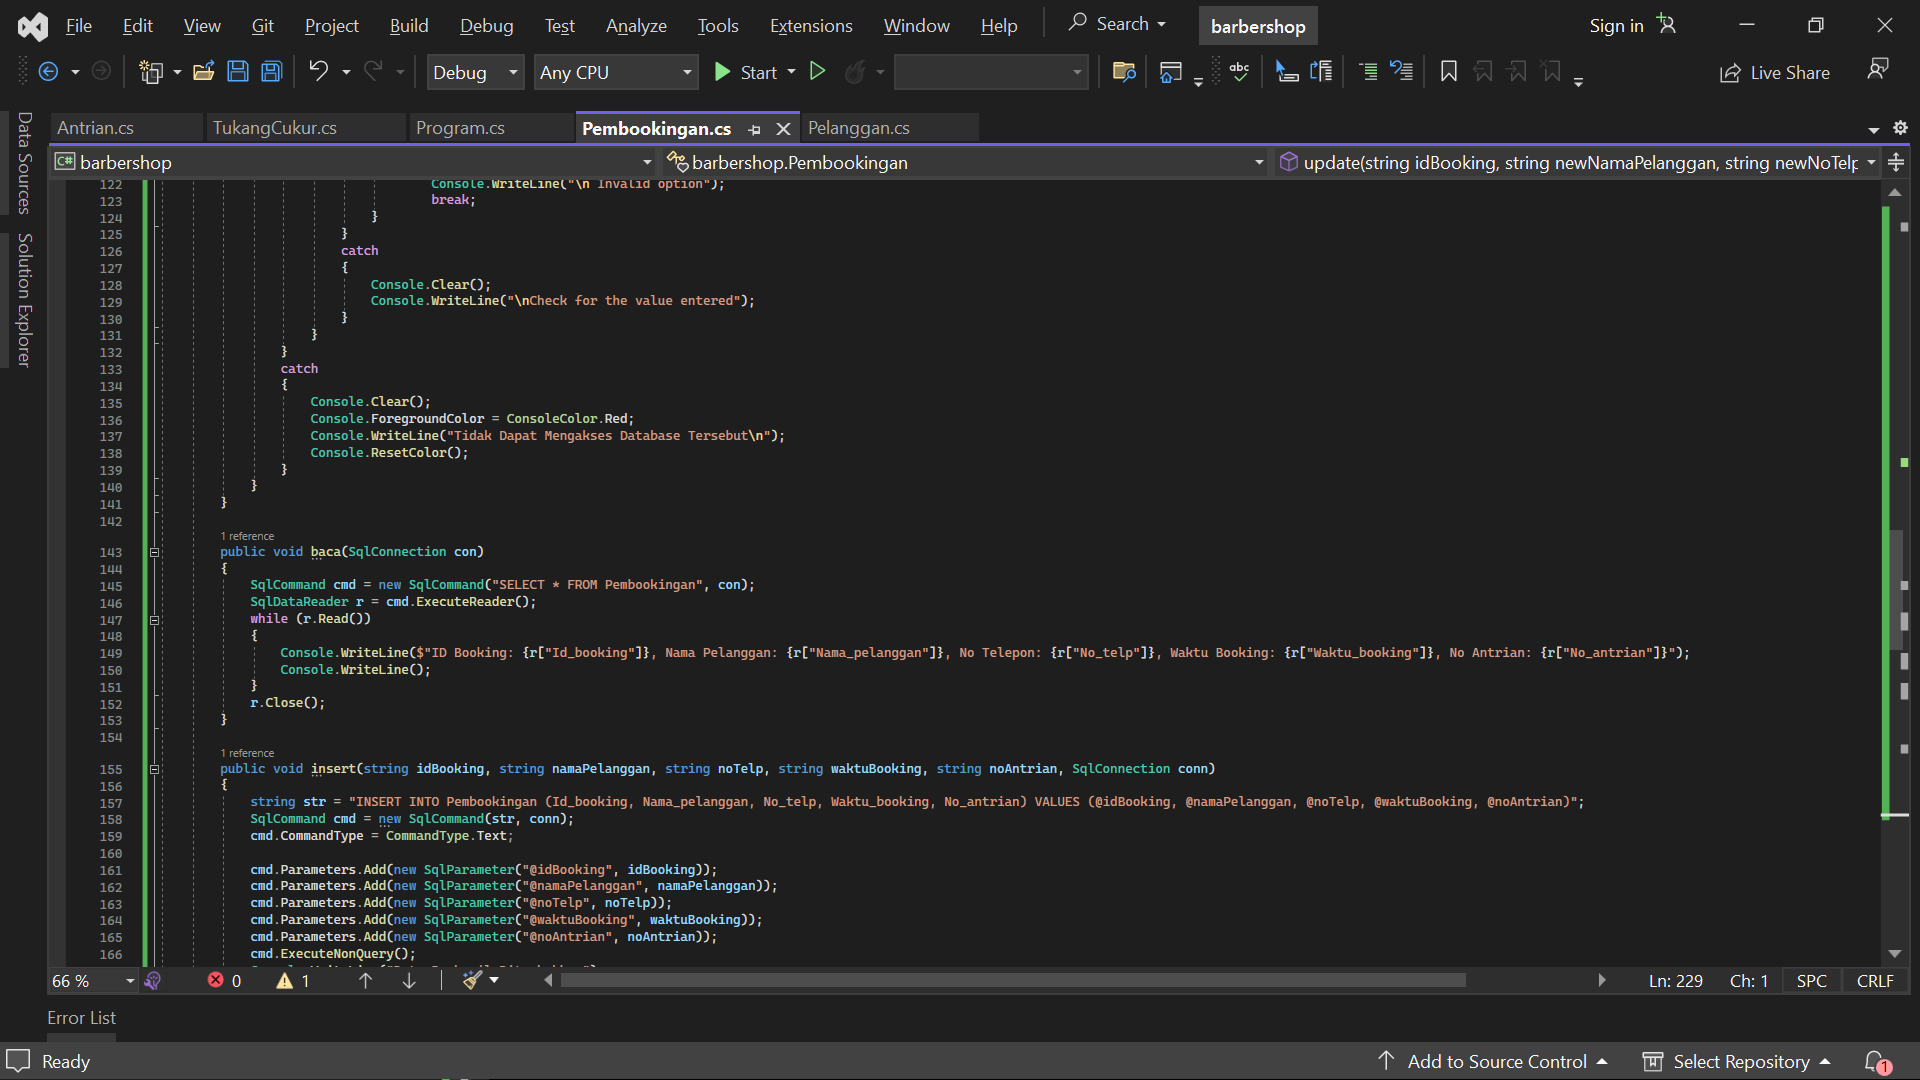 File Edit View Git Project Build Debug Test Analyze Tools Extensions Window Help Search barbershop Sign in
Debug Any CPU Start Live Share
Antrian.cs TukangCukur.cs Program.cs Pembookingan.cs Pelanggan.cs
C# barbershop barbershop.Pembookingan update(string idBooking, string newNamaPelanggan, string newNoTelp
Data Sources
Solution Explorer
122 Console.WriteLine("\n Invalid option");
123 break;
124 }
125 }
126 catch
127 {
128 Console.Clear();
129 Console.WriteLine("\nCheck for the value entered");
130 }
131 }
132 }
133 catch
134 {
135 Console.Clear();
136 Console.ForegroundColor = ConsoleColor.Red;
137 Console.WriteLine("Tidak Dapat Mengakses Database Tersebut\n");
138 Console.ResetColor();
139 }
140 }
141 }
142
1 reference
143 public void baca(SqlConnection con)
144 {
145 SqlCommand cmd = new SqlCommand("SELECT * FROM Pembookingan", con);
146 SqlDataReader r = cmd.ExecuteReader();
147 while (r.Read())
148 {
149 Console.WriteLine($"ID Booking: {r["Id_booking"]}, Nama Pelanggan: {r["Nama_pelanggan"]}, No Telepon: {r["No_telp"]}, Waktu Booking: {r["Waktu_booking"]}, No Antrian: {r["No_antrian"]}");
150 Console.WriteLine();
151 }
152 r.Close();
153 }
154
1 reference
155 public void insert(string idBooking, string namaPelanggan, string noTelp, string waktuBooking, string noAntrian, SqlConnection conn)
156 {
157 string str = "INSERT INTO Pembookingan (Id_booking, Nama_pelanggan, No_telp, Waktu_booking, No_antrian) VALUES (@idBooking, @namaPelanggan, @noTelp, @waktuBooking, @noAntrian)";
158 SqlCommand cmd = new SqlCommand(str, conn);
159 cmd.CommandType = CommandType.Text;
160
161 cmd.Parameters.Add(new SqlParameter("@idBooking", idBooking));
162 cmd.Parameters.Add(new SqlParameter("@namaPelanggan", namaPelanggan));
163 cmd.Parameters.Add(new SqlParameter("@noTelp", noTelp));
164 cmd.Parameters.Add(new SqlParameter("@waktuBooking", waktuBooking));
165 cmd.Parameters.Add(new SqlParameter("@noAntrian", noAntrian));
166 cmd.ExecuteNonQuery();
66 % 0 1 Ln: 229 Ch: 1 SPC CRLF
Error List
Ready Add to Source Control Select Repository 1